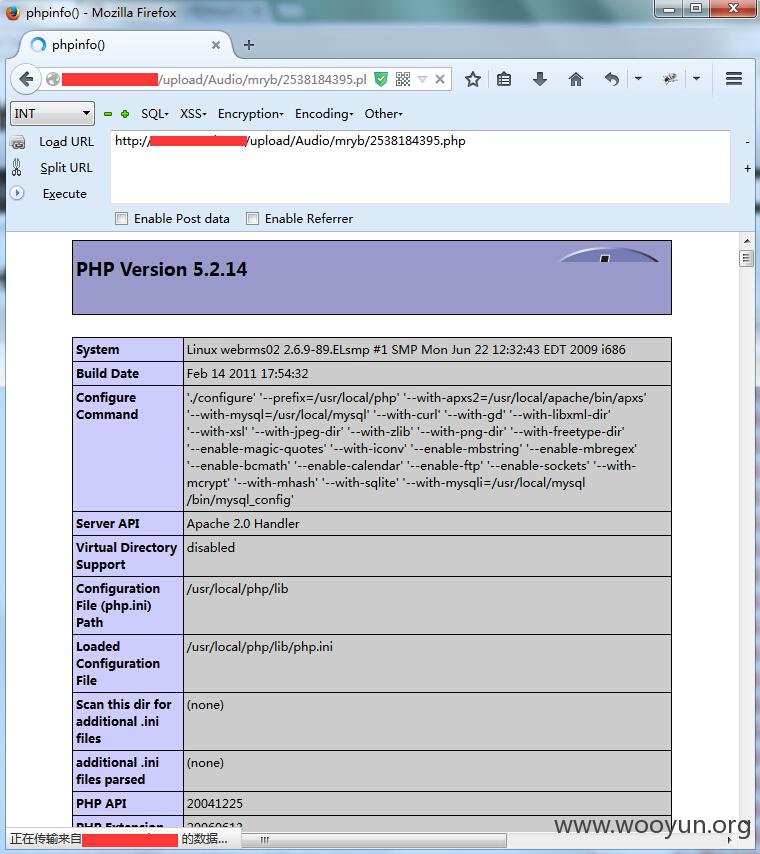 phpinfo() - Mozilla Firefox
phpinfo()
/upload/Audio/mryb/2538184395.pl
INT
SQL
XSS
Encryption
Encoding
Other
Load URL
http://
/upload/Audio/mryb/2538184395.php
Split URL
Execute
Enable Post data
Enable Referrer
PHP Version 5.2.14
System
Linux webrms02 2.6.9-89.ELsmp #1 SMP Mon Jun 22 12:32:43 EDT 2009 i686
Build Date
Feb 14 2011 17:54:32
Configure
Command
'./configure' '--prefix=/usr/local/php' '--with-apxs2=/usr/local/apache/bin/apxs'
'--with-mysql=/usr/local/mysql' '--with-curl' '--with-gd' '--with-libxml-dir'
'--with-xsl' '--with-jpeg-dir' '--with-zlib' '--with-png-dir' '--with-freetype-dir'
'--enable-magic-quotes' '--with-iconv' '--enable-mbstring' '--enable-mbregex'
'--enable-bcmath' '--enable-calendar' '--enable-ftp' '--enable-sockets' '--with-
mcrypt' '--with-mhash' '--with-sqlite' '--with-mysqli=/usr/local/mysql
/bin/mysql_config'
Server API
Apache 2.0 Handler
Virtual Directory
Support
disabled
Configuration
File (php.ini)
Path
/usr/local/php/lib
Loaded
Configuration
File
/usr/local/php/lib/php.ini
Scan this dir for
additional .ini
files
(none)
additional .ini
files parsed
(none)
PHP API
20041225
PHP Extension
20060613
正在传输来自
的数据...
www.wooyun.org